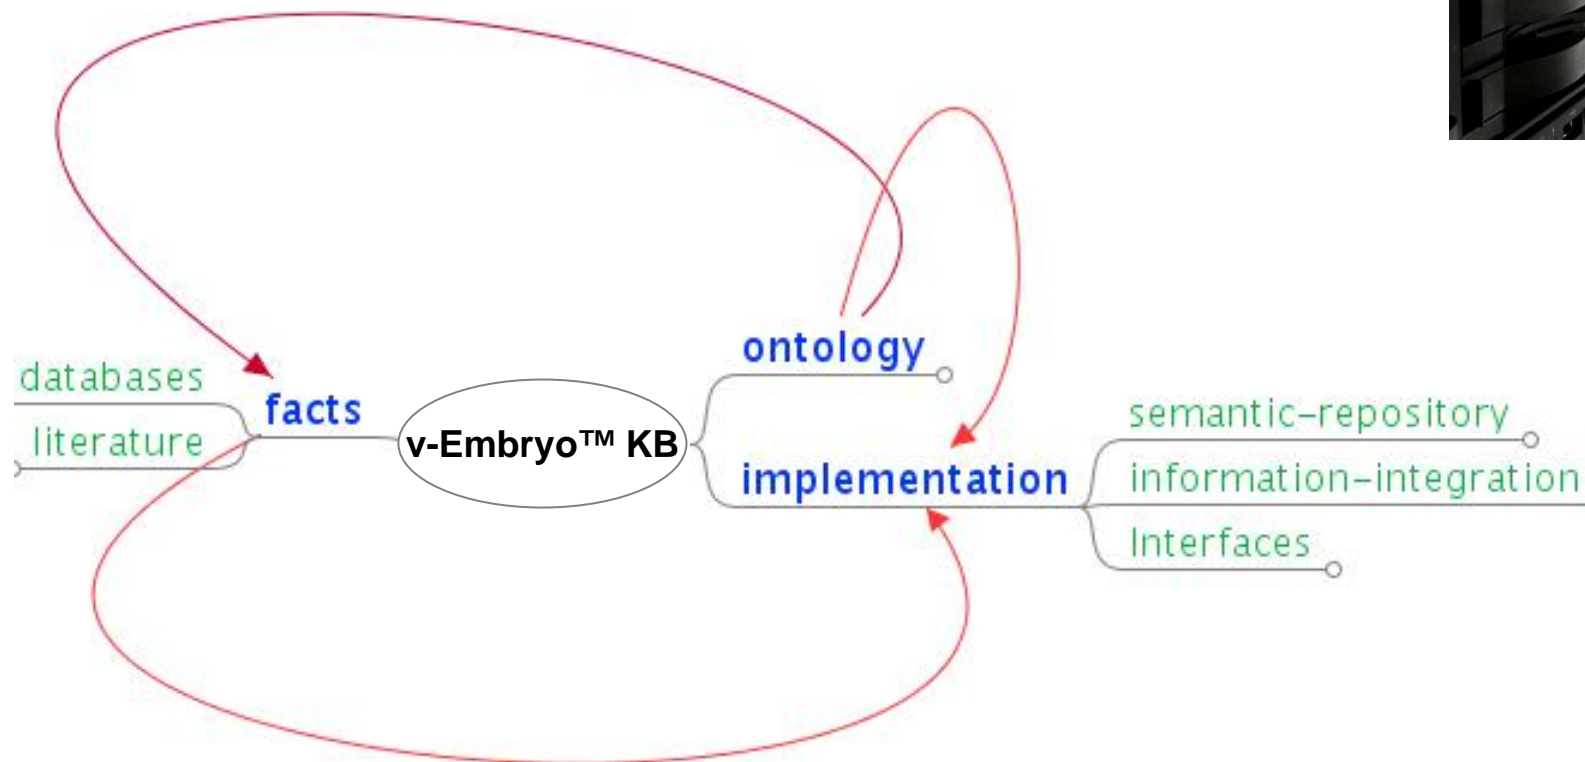 databases
literature
facts
v-Embryo™ KB
ontology
implementation
semantic-repository
information-integration
Interfaces